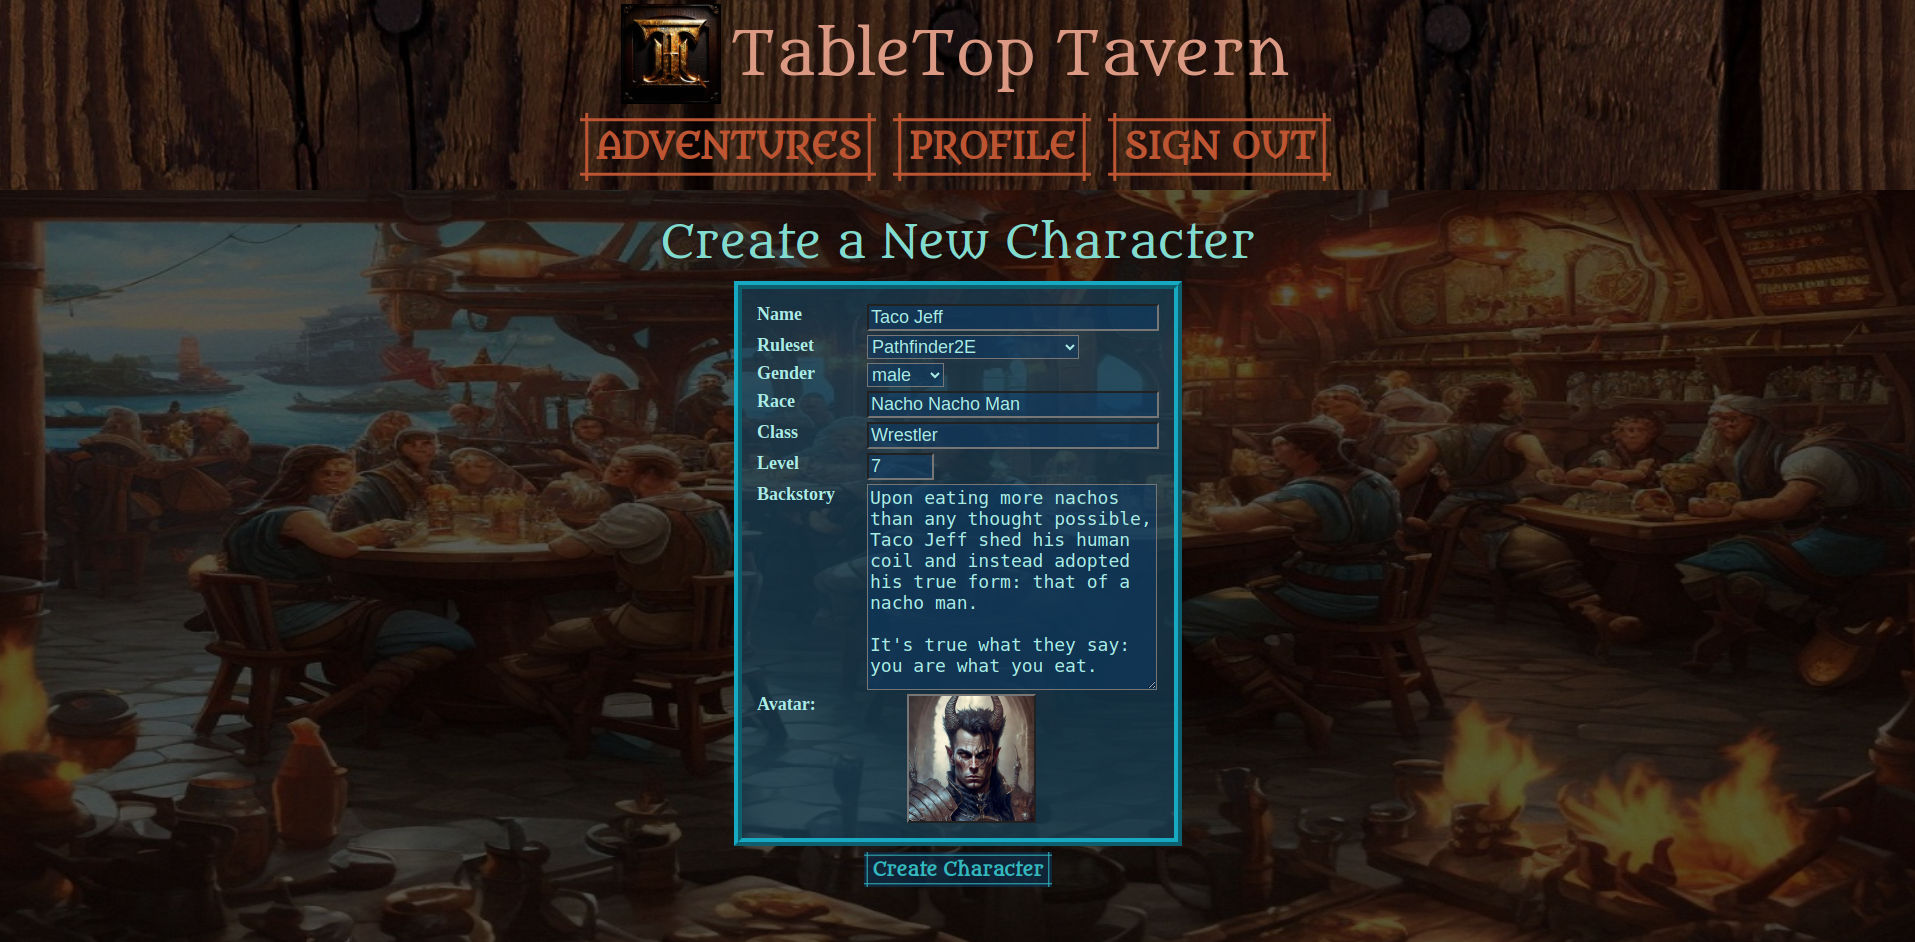 TableTop Tavern
ADVENTURES PROFILE SIGN OUT
Create a New Character
Name Taco Jeff
Ruleset Pathfinder2E
Gender male
Race Nacho Nacho Man
Class Wrestler
Level 7
Backstory Upon eating more nachos
than any thought possible,
Taco Jeff shed his human
coil and instead adopted
his true form: that of a
nacho man.
It's true what they say:
you are what you eat.
Avatar:
Create Character